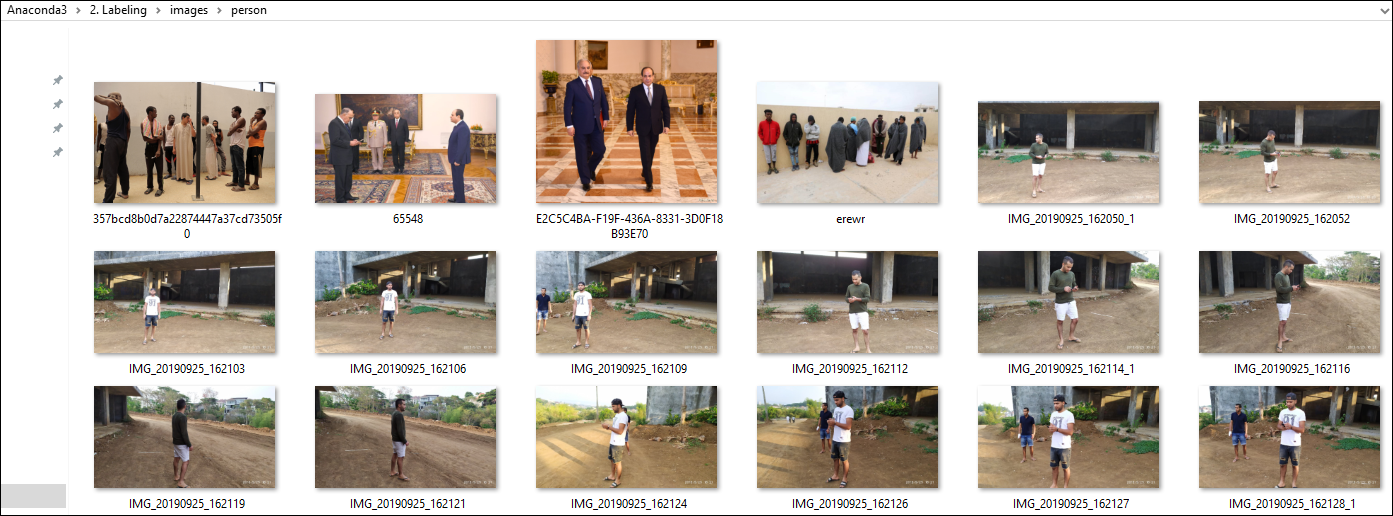 Anaconda3 > 2. Labeling > images > person
357bcd8b0d7a22874447a37cd73505f
0
65548
E2C5C4BA-F19F-436A-8331-3D0F18
B93E70
erewr
IMG_20190925_162050_1
IMG_20190925_162052
IMG_20190925_162103
IMG_20190925_162106
IMG_20190925_162109
IMG_20190925_162112
IMG_20190925_162114_1
IMG_20190925_162116
IMG_20190925_162119
IMG_20190925_162121
IMG_20190925_162124
IMG_20190925_162126
IMG_20190925_162127
IMG_20190925_162128_1